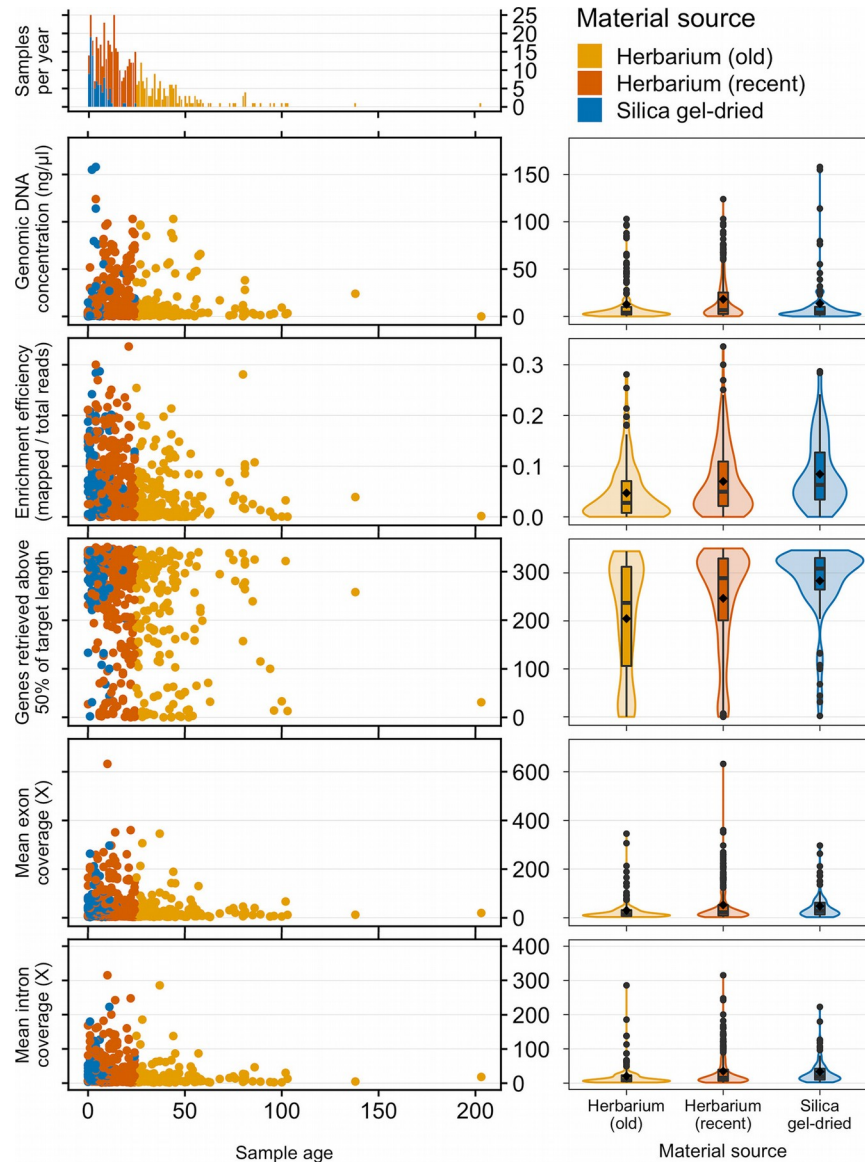 Material source
Herbarium (old)
Herbarium (recent)
Silica gel-dried
Samples
per year
25
20
15
10
5
0
Genomic DNA
concentration (ng/µl)
150
100
50
0
Enrichment efficiency
(mapped / total reads)
0.3
0.2
0.1
0.0
Genes retrieved above
50% of target length
300
200
100
0
Mean exon
coverage (X)
600
400
200
0
Mean intron
coverage (X)
400
300
200
100
0
0
50
100
150
200
Sample age
Herbarium
(old)
Herbarium
(recent)
Silica
gel-dried
Material source